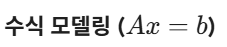 수식 모델링 (Ax = b)